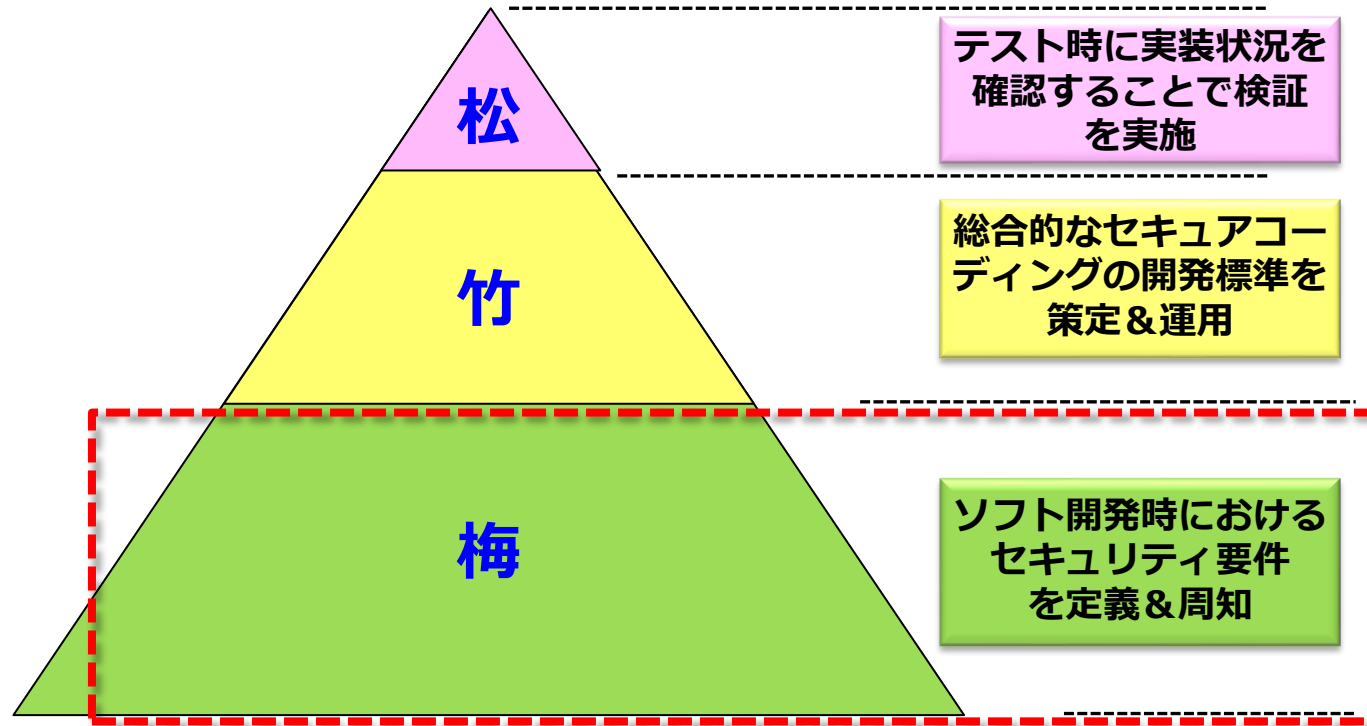 松
テスト時に実装状況を
確認することで検証
を実施
竹
総合的なセキュアコー
ディングの開発標準を
策定＆運用
梅
ソフト開発時における
セキュリティ要件
を定義＆周知